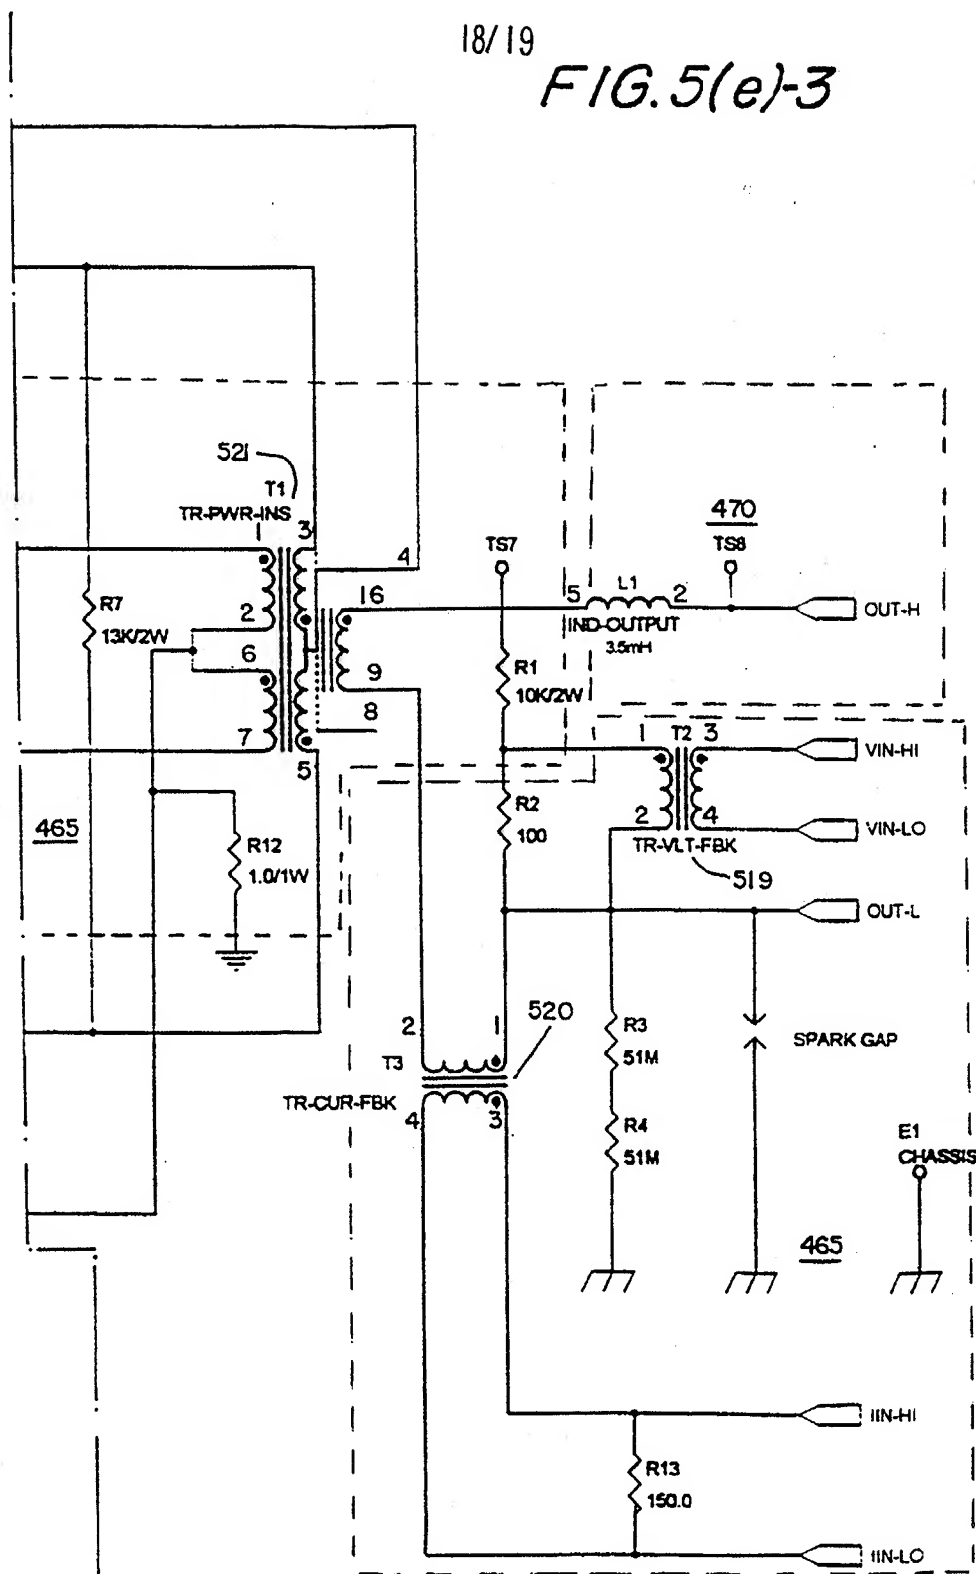 18/19
FIG. 5(e)-3
521
T1
TR-PWR-INS
1
3
4
470
TS7
TS8
16
5
L1
2
OUT-H
R7
13K/2W
2
IND-OUTPUT
3.5mH
6
9
R1
10K/2W
8
7
5
1
T2
3
VIN-HI
R2
100
2
4
VIN-LO
465
R12
1.0/1W
TR-VLT-FBK
519
OUT-L
2
1
520
R3
51M
SPARK GAP
T3
TR-CUR-FBK
4
3
R4
51M
E1
CHASSIS
465
IIN-HI
R13
150.0
IIN-LO